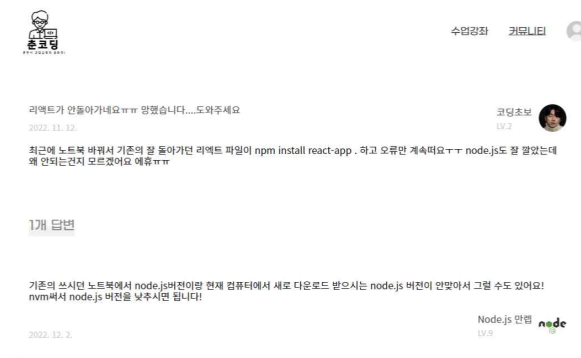 춘코딩
수업강좌 커뮤니티
리액트가 안돌아가네요ㅠㅠ 망했습니다....도와주세요
코딩초보
2022. 11. 12.
LV.2
최근에 노트북 바꿔서 기존의 잘 돌아가던 리액트 파일이 npm install react-app . 하고 오류만 계속떠요ㅜㅜ node.js도 잘 깔았는데
왜 안되는건지 모르겠어요 에휴ㅠㅠ
1개 답변
기존의 쓰시던 노트북에서 node.js버전이랑 현재 컴퓨터에서 새로 다운로드 받으시는 node.js 버전이 안맞아서 그럴 수도 있어요!
nvm써서 node.js 버전을 낮추시면 됩니다!
Node.js 만렙
node
LV.9
2022. 12. 2.